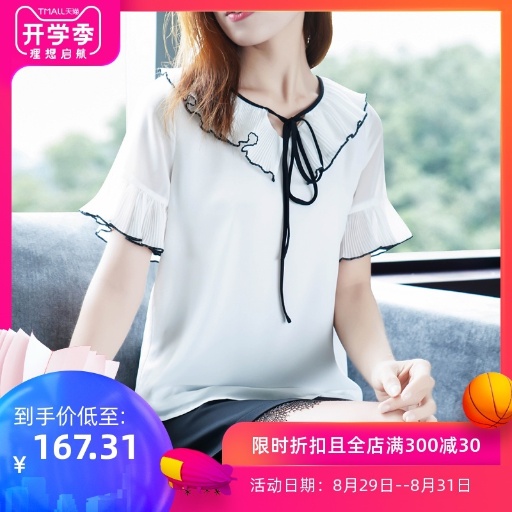 TMALL天猫
开学季
理想启航
到手价低至:
¥ 167.31
限时折扣且全店满300减30
活动日期：8月29日--8月31日